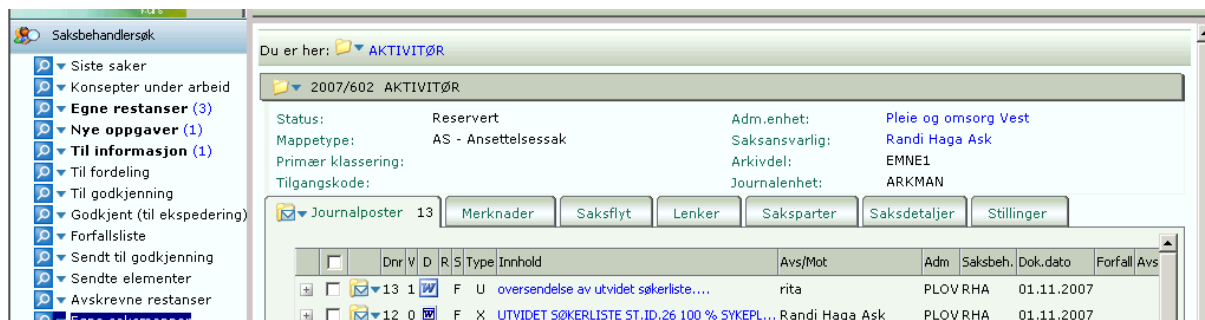 Saksbehandlersøk
Siste saker
Konsepter under arbeid
Egne restanser (3)
Nye oppgaver (1)
Til informasjon (1)
Til fordeling
Til godkjenning
Godkjent (til ekspedering)
Forfallsliste
Sendt til godkjenning
Sendte elementer
Avskrevne restanser
Du er her: AKTIVITØR
2007/602 AKTIVITØR
Status: Reservert Adm.enhet: Pleie og omsorg Vest
Mappetype: AS - Ansettelsessak Saksansvarlig: Randi Haga Ask
Primær klassering: Arkivdel: EMNE1
Tilgangskode: Journalenhet: ARKMAN
Journalposter 13 Merknader Saksflyt Lenker Saksparter Saksdetaljer Stillinger
Dnr V D R S Type Innhold Avs/Mot Adm Saksbeh. Dok.dato Forfall Avs
13 1 W F U oversendelse av utvidet søkerliste.... rita PLOV RHA 01.11.2007
12 0 W F X UTVIDET SØKERLISTE ST.ID.26 100 % SYKEPL... Randi Haga Ask PLOV RHA 01.11.2007